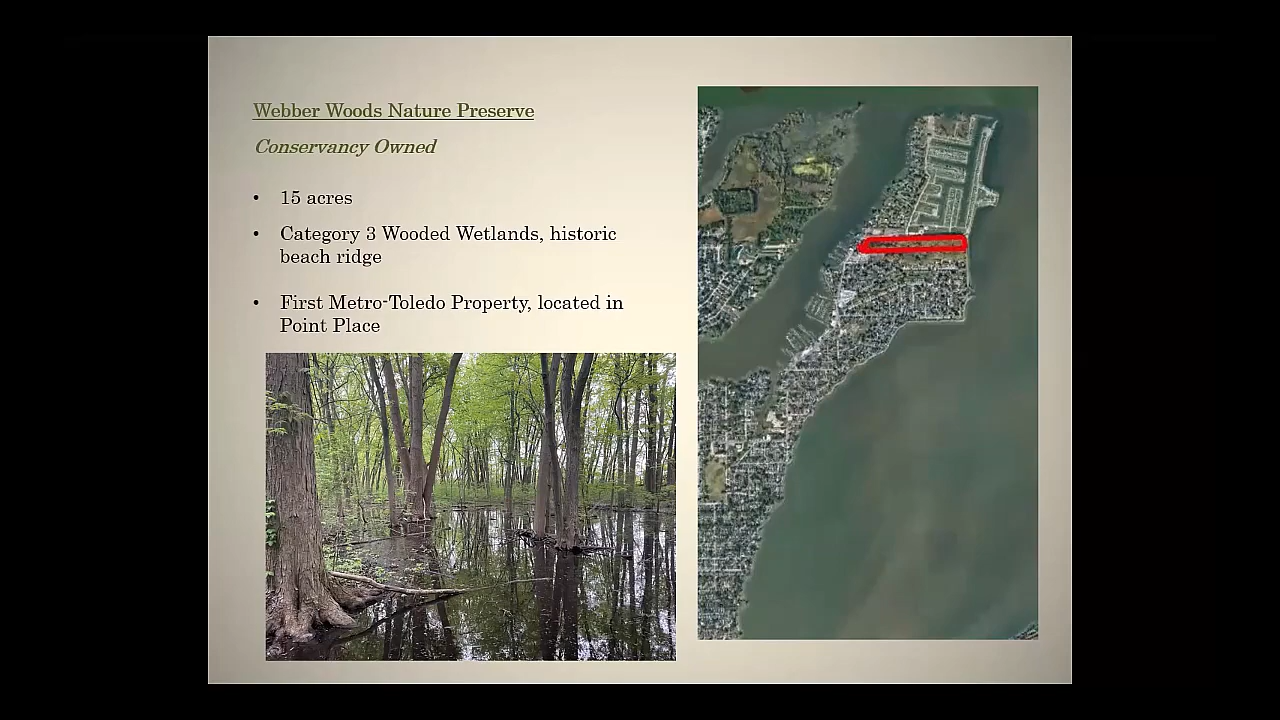 Webber Woods Nature Preserve
Conservancy Owned
• 15 acres
• Category 3 Wooded Wetlands, historic
beach ridge
• First Metro-Toledo Property, located in
Point Place